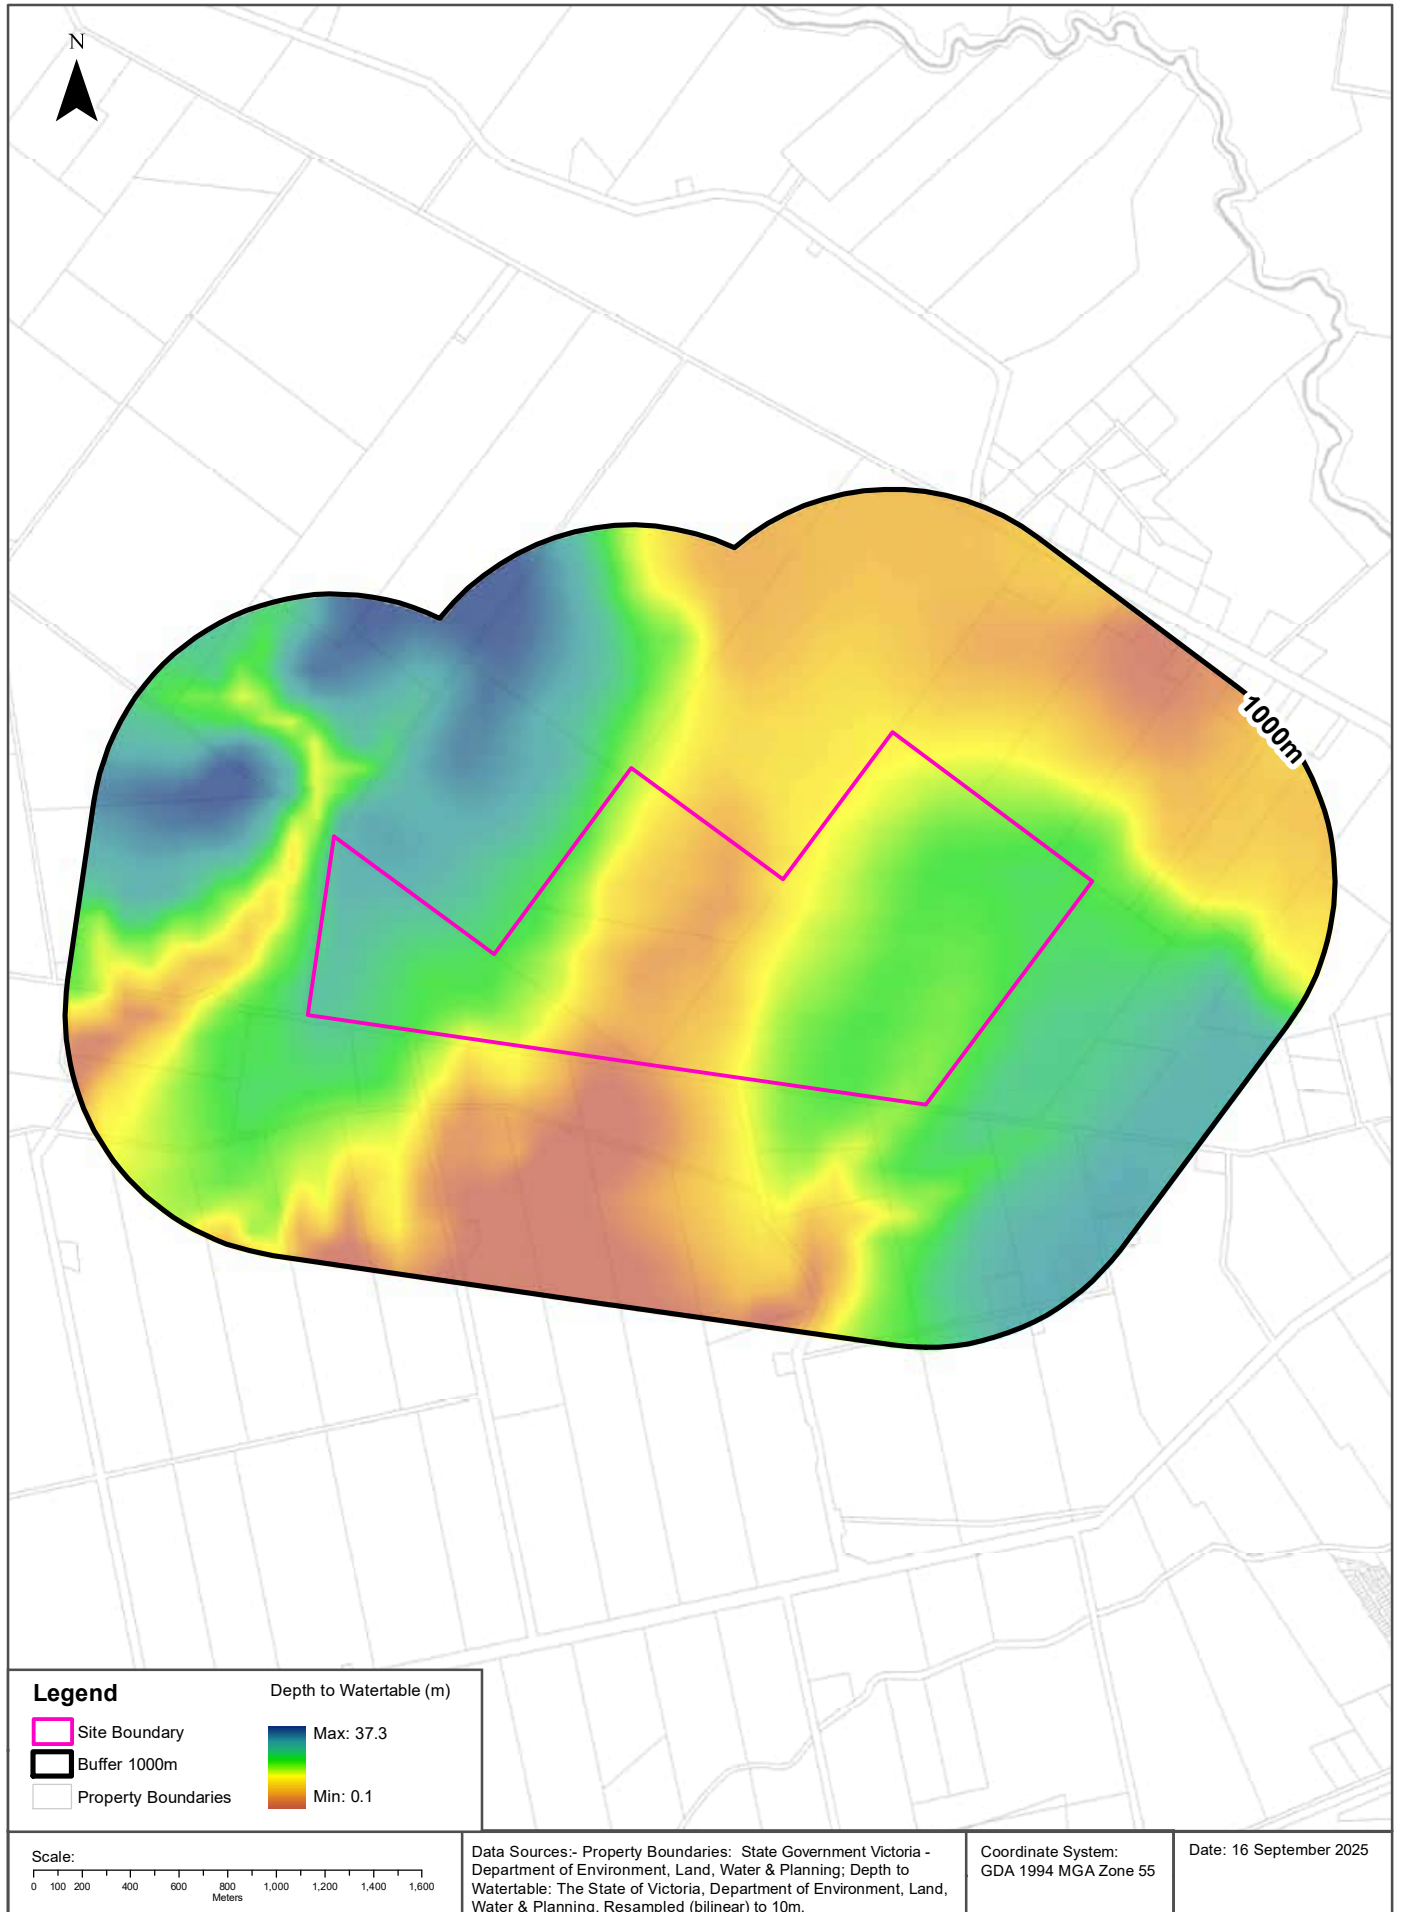 N
1000m
Legend
Site Boundary
Buffer 1000m
Property Boundaries
Depth to Watertable (m)
Max: 37.3
Min: 0.1
Scale:
0 100 200 400 600 800 1,000 1,200 1,400 1,600
Meters
Data Sources:- Property Boundaries: State Government Victoria -
Department of Environment, Land, Water & Planning; Depth to
Watertable: The State of Victoria, Department of Environment, Land,
Water & Planning. Resampled (bilinear) to 10m.
Coordinate System:
GDA 1994 MGA Zone 55
Date: 16 September 2025